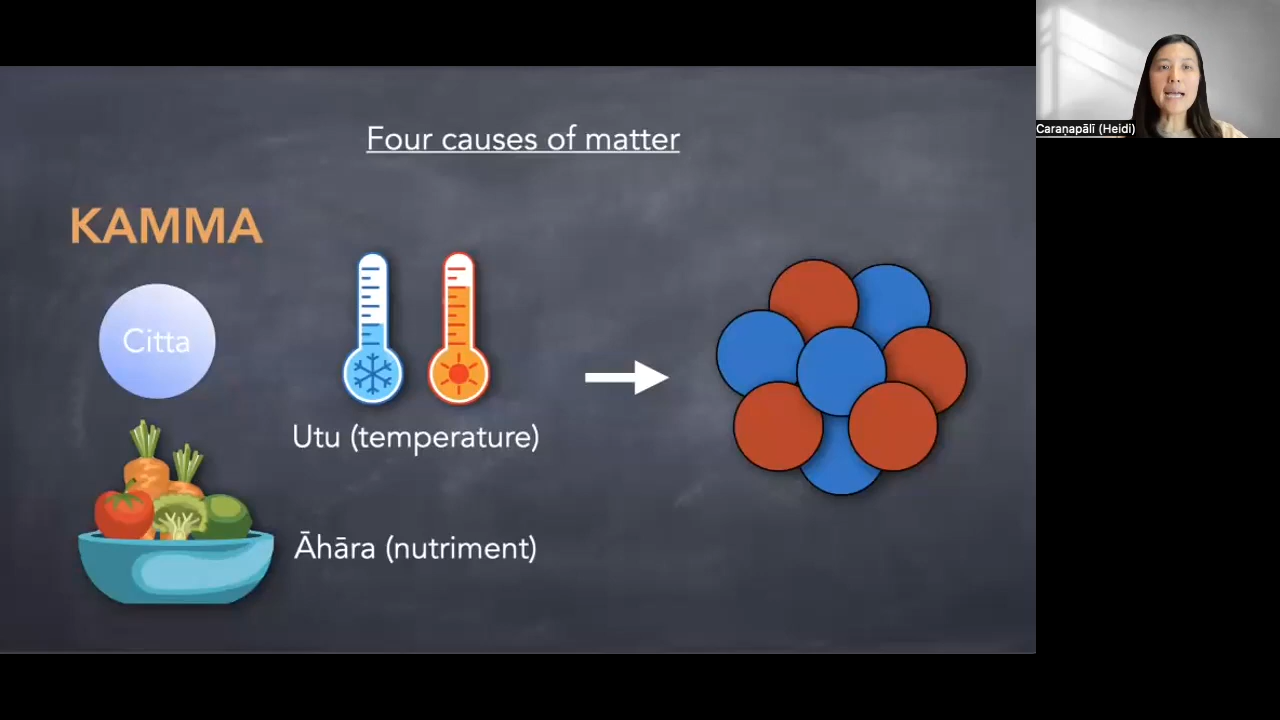 Four causes of matter
KAMMA
Citta
Utu (temperature)
Āhāra (nutriment)
Caraṇapālī (Heidi)